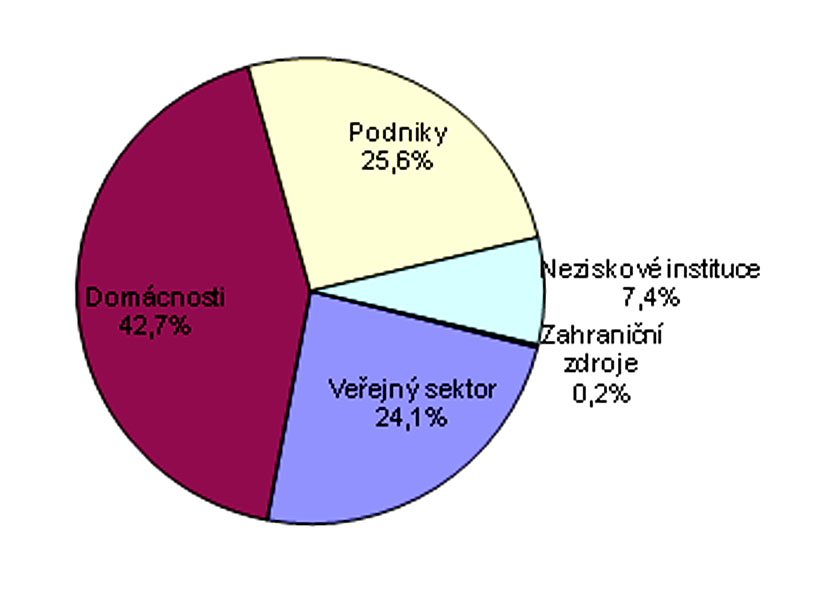 Podniky
25,6%
Neziskové instituce
7,4%
Domácnosti
42,7%
Zahraniční
zdroje
0,2%
Veřejný sektor
24,1%